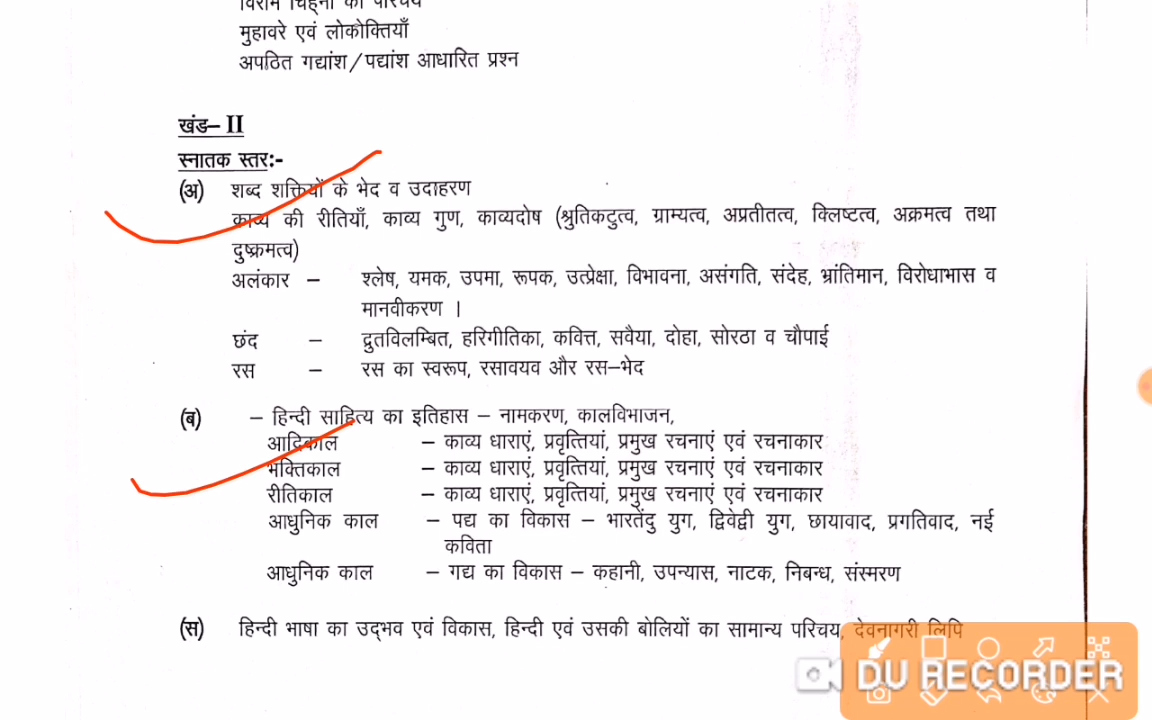 विराम चिह्नों का परिचय
मुहावरे एवं लोकोक्तियाँ
अपठित गद्यांश/पद्यांश आधारित प्रश्न
खंड– II
स्नातक स्तर:-
(अ) शब्द शक्तियों के भेद व उदाहरण
काव्य की रीतियाँ, काव्य गुण, काव्यदोष (श्रुतिकटुत्व, ग्राम्यत्व, अप्रतीतत्व, क्लिष्टत्व, अक्रमत्व तथा
दुष्क्रमत्व)
अलंकार – श्लेष, यमक, उपमा, रूपक, उत्प्रेक्षा, विभावना, असंगति, संदेह, भ्रांतिमान, विरोधाभास व
मानवीकरण ।
छंद – द्रुतविलम्बित, हरिगीतिका, कवित्त, सवैया, दोहा, सोरठा व चौपाई
रस – रस का स्वरूप, रसावयव और रस–भेद
(ब) – हिन्दी साहित्य का इतिहास – नामकरण, कालविभाजन,
आदिकाल – काव्य धाराएं, प्रवृत्तियां, प्रमुख रचनाएं एवं रचनाकार
भक्तिकाल – काव्य धाराएं, प्रवृत्तियां, प्रमुख रचनाएं एवं रचनाकार
रीतिकाल – काव्य धाराएं, प्रवृत्तियां, प्रमुख रचनाएं एवं रचनाकार
आधुनिक काल – पद्य का विकास – भारतेंदु युग, द्विवेद्वी युग, छायावाद, प्रगतिवाद, नई
कविता
आधुनिक काल – गद्य का विकास – कहानी, उपन्यास, नाटक, निबन्ध, संस्मरण
(स) हिन्दी भाषा का उद्‌भव एवं विकास, हिन्दी एवं उसकी बोलियों का सामान्य परिचय, देवनागरी लिपि
DU RECORDER